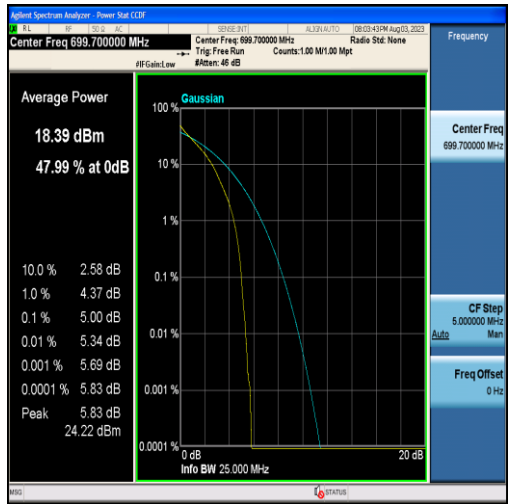 Agilent Spectrum Analyzer - Power Stat CCDF
RL RF 50 Ω AC SENSE:INT ALIGN AUTO 08:03:43 PM Aug 03, 2023
Center Freq 699.700000 MHz
Center Freq: 699.700000 MHz Radio Std: None
Trig: Free Run Counts:1.00 M/1.00 Mpt
#IFGain:Low #Atten: 46 dB
Frequency
Average Power
18.39 dBm
47.99 % at 0dB
10.0 % 2.58 dB
1.0 % 4.37 dB
0.1 % 5.00 dB
0.01 % 5.34 dB
0.001 % 5.69 dB
0.0001 % 5.83 dB
Peak 5.83 dB
24.22 dBm
Gaussian
100 %
10 %
1 %
0.1 %
0.01 %
0.001 %
0.0001 %
0 dB 20 dB
Info BW 25.000 MHz
Center Freq
699.700000 MHz
CF Step
5.000000 MHz
Auto Man
Freq Offset
0 Hz
MSG STATUS